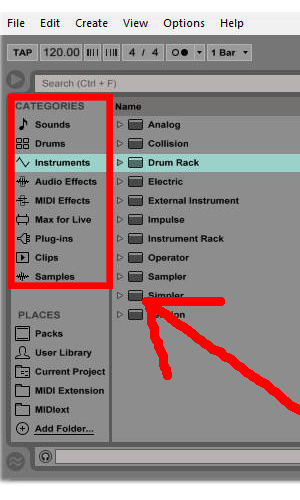 File Edit Create View Options Help
TAP 120.00 4 / 4 1 Bar
Search (Ctrl + F)
CATEGORIES
Sounds
Drums
Instruments
Audio Effects
MIDI Effects
Max for Live
Plug-ins
Clips
Samples
PLACES
Packs
User Library
Current Project
MIDI Extension
MIDIext
Add Folder...
Name
Analog
Collision
Drum Rack
Electric
External Instrument
Impulse
Instrument Rack
Operator
Sampler
Simpler